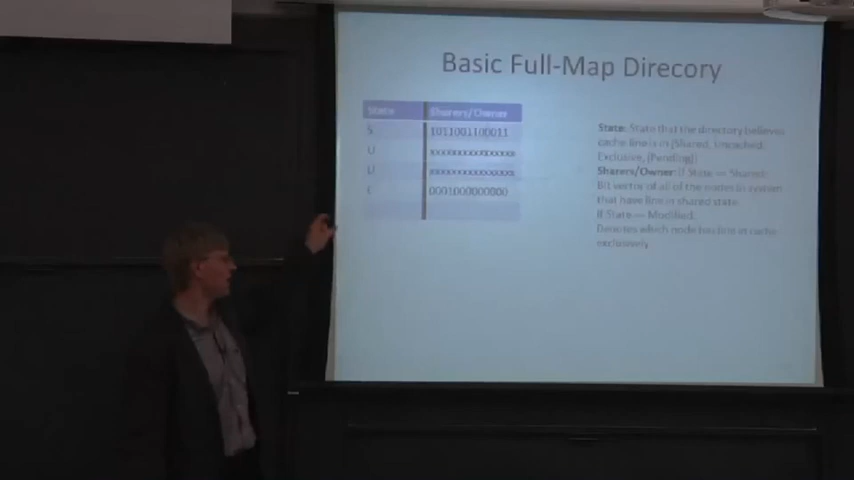 Basic Full-Map Direcory
State Sharers/Owner
S 1011001100011
U xxxxxxxxxxxxxxx
U xxxxxxxxxxxxxxx
E 0001000000000
State: State that the directory believes
cache line is in {Shared, Uncached,
Exclusive, (Pending)}
Sharers/Owner: If State == Shared:
Bit vector of all of the nodes in system
that have line in shared state.
If State == Modified:
Denotes which node has line in cache
exclusively